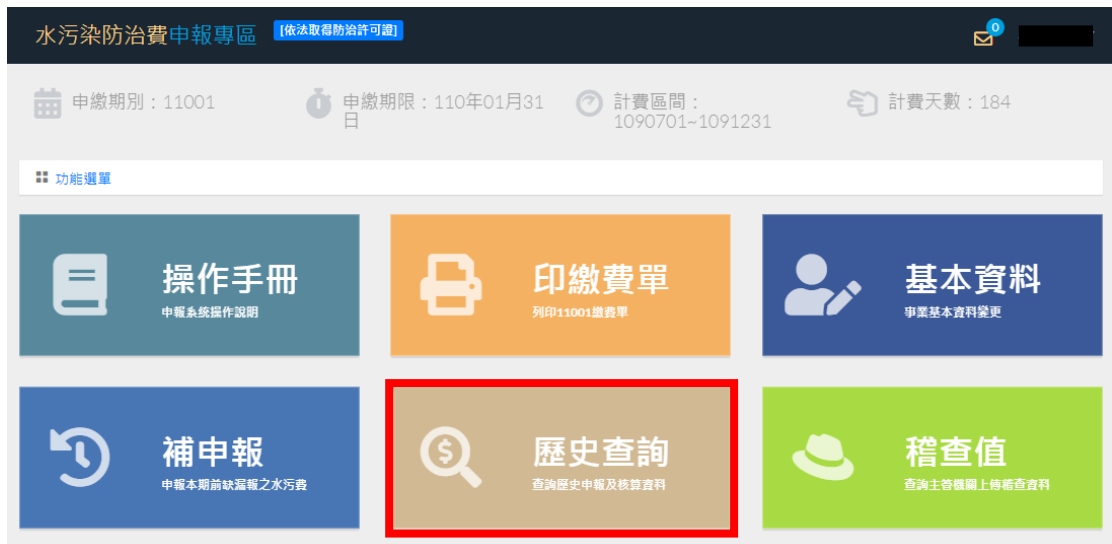 水污染防治費申報專區 [依法取得防治許可證] 0
申繳期別：11001
申繳期限：110年01月31
日
計費區間：
1090701~1091231
計費天數：184
功能選單
操作手冊
申報系統操作說明
印繳費單
列印11001繳費單
基本資料
事業基本資料變更
補申報
申報本期前缺漏報之水污費
歷史查詢
查詢歷史申報及核算資料
稽查值
查詢主管機關上傳稽查資料